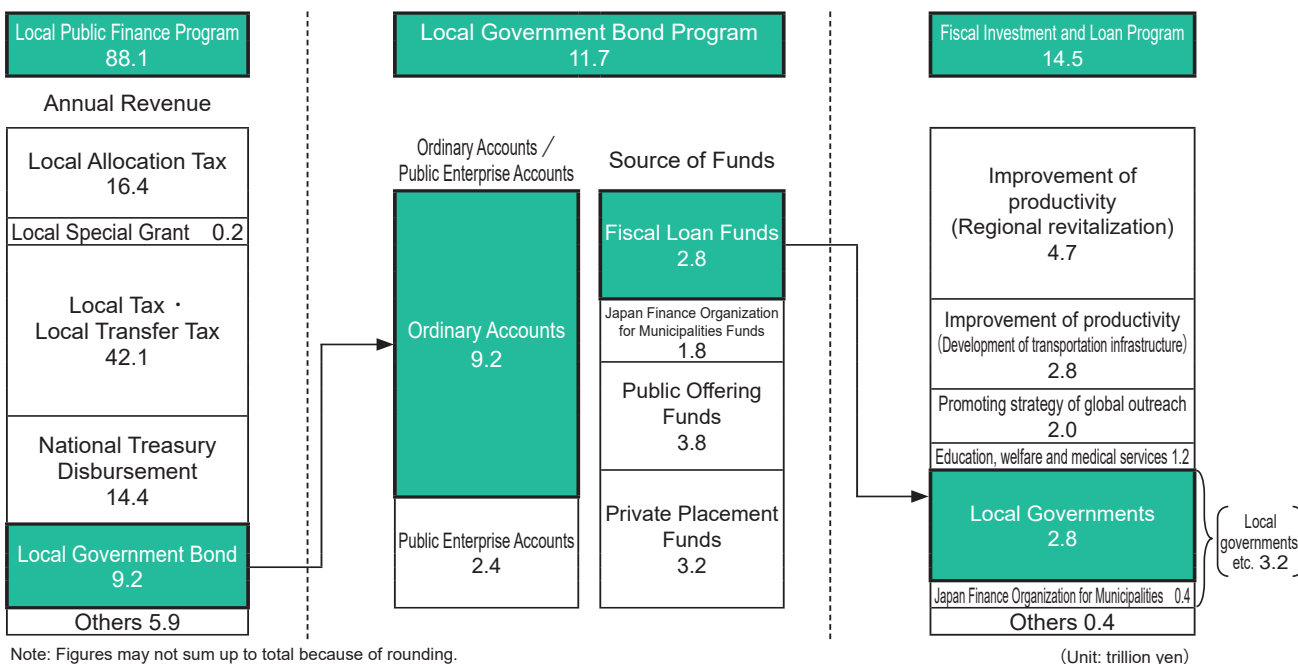 Local Public Finance Program
88.1
Annual Revenue
Local Allocation Tax
16.4
Local Special Grant 0.2
Local Tax・
Local Transfer Tax
42.1
National Treasury
Disbursement
14.4
Local Government Bond
9.2
Others 5.9
Local Government Bond Program
11.7
Ordinary Accounts／
Public Enterprise Accounts
Ordinary Accounts
9.2
Public Enterprise Accounts
2.4
Source of Funds
Fiscal Loan Funds
2.8
Japan Finance Organization
for Municipalities Funds
1.8
Public Offering
Funds
3.8
Private Placement
Funds
3.2
Fiscal Investment and Loan Program
14.5
Improvement of
productivity
(Regional revitalization)
4.7
Improvement of productivity
(Development of transportation infrastructure)
2.8
Promoting strategy of global outreach
2.0
Education, welfare and medical services 1.2
Local Governments
2.8
Japan Finance Organization for Municipalities 0.4
Others 0.4
Local
governments
etc. 3.2
Note: Figures may not sum up to total because of rounding.
(Unit: trillion yen)